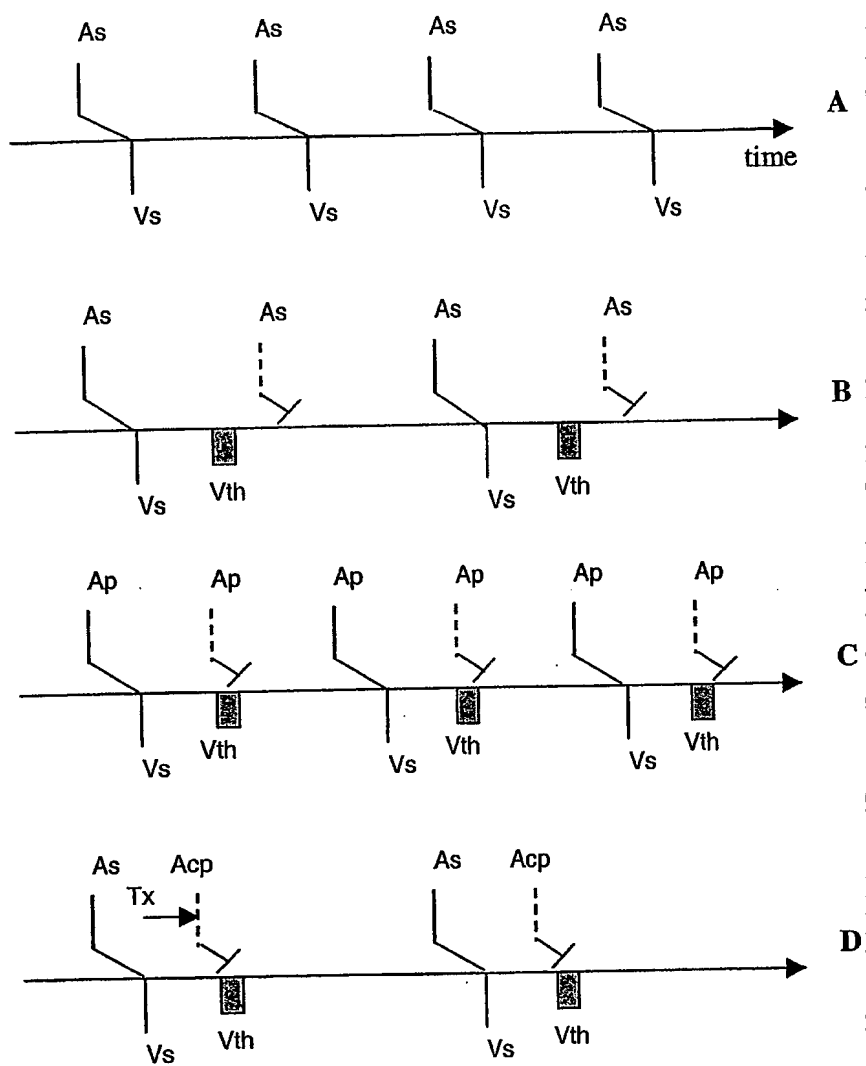 As As As As
A
time
Vs Vs Vs Vs
As As As As
B
Vs Vth Vs Vth
Ap Ap Ap Ap Ap Ap
C
Vs Vth Vs Vth Vs Vth
As Acp As Acp
Tx
D
Vs Vth Vs Vth